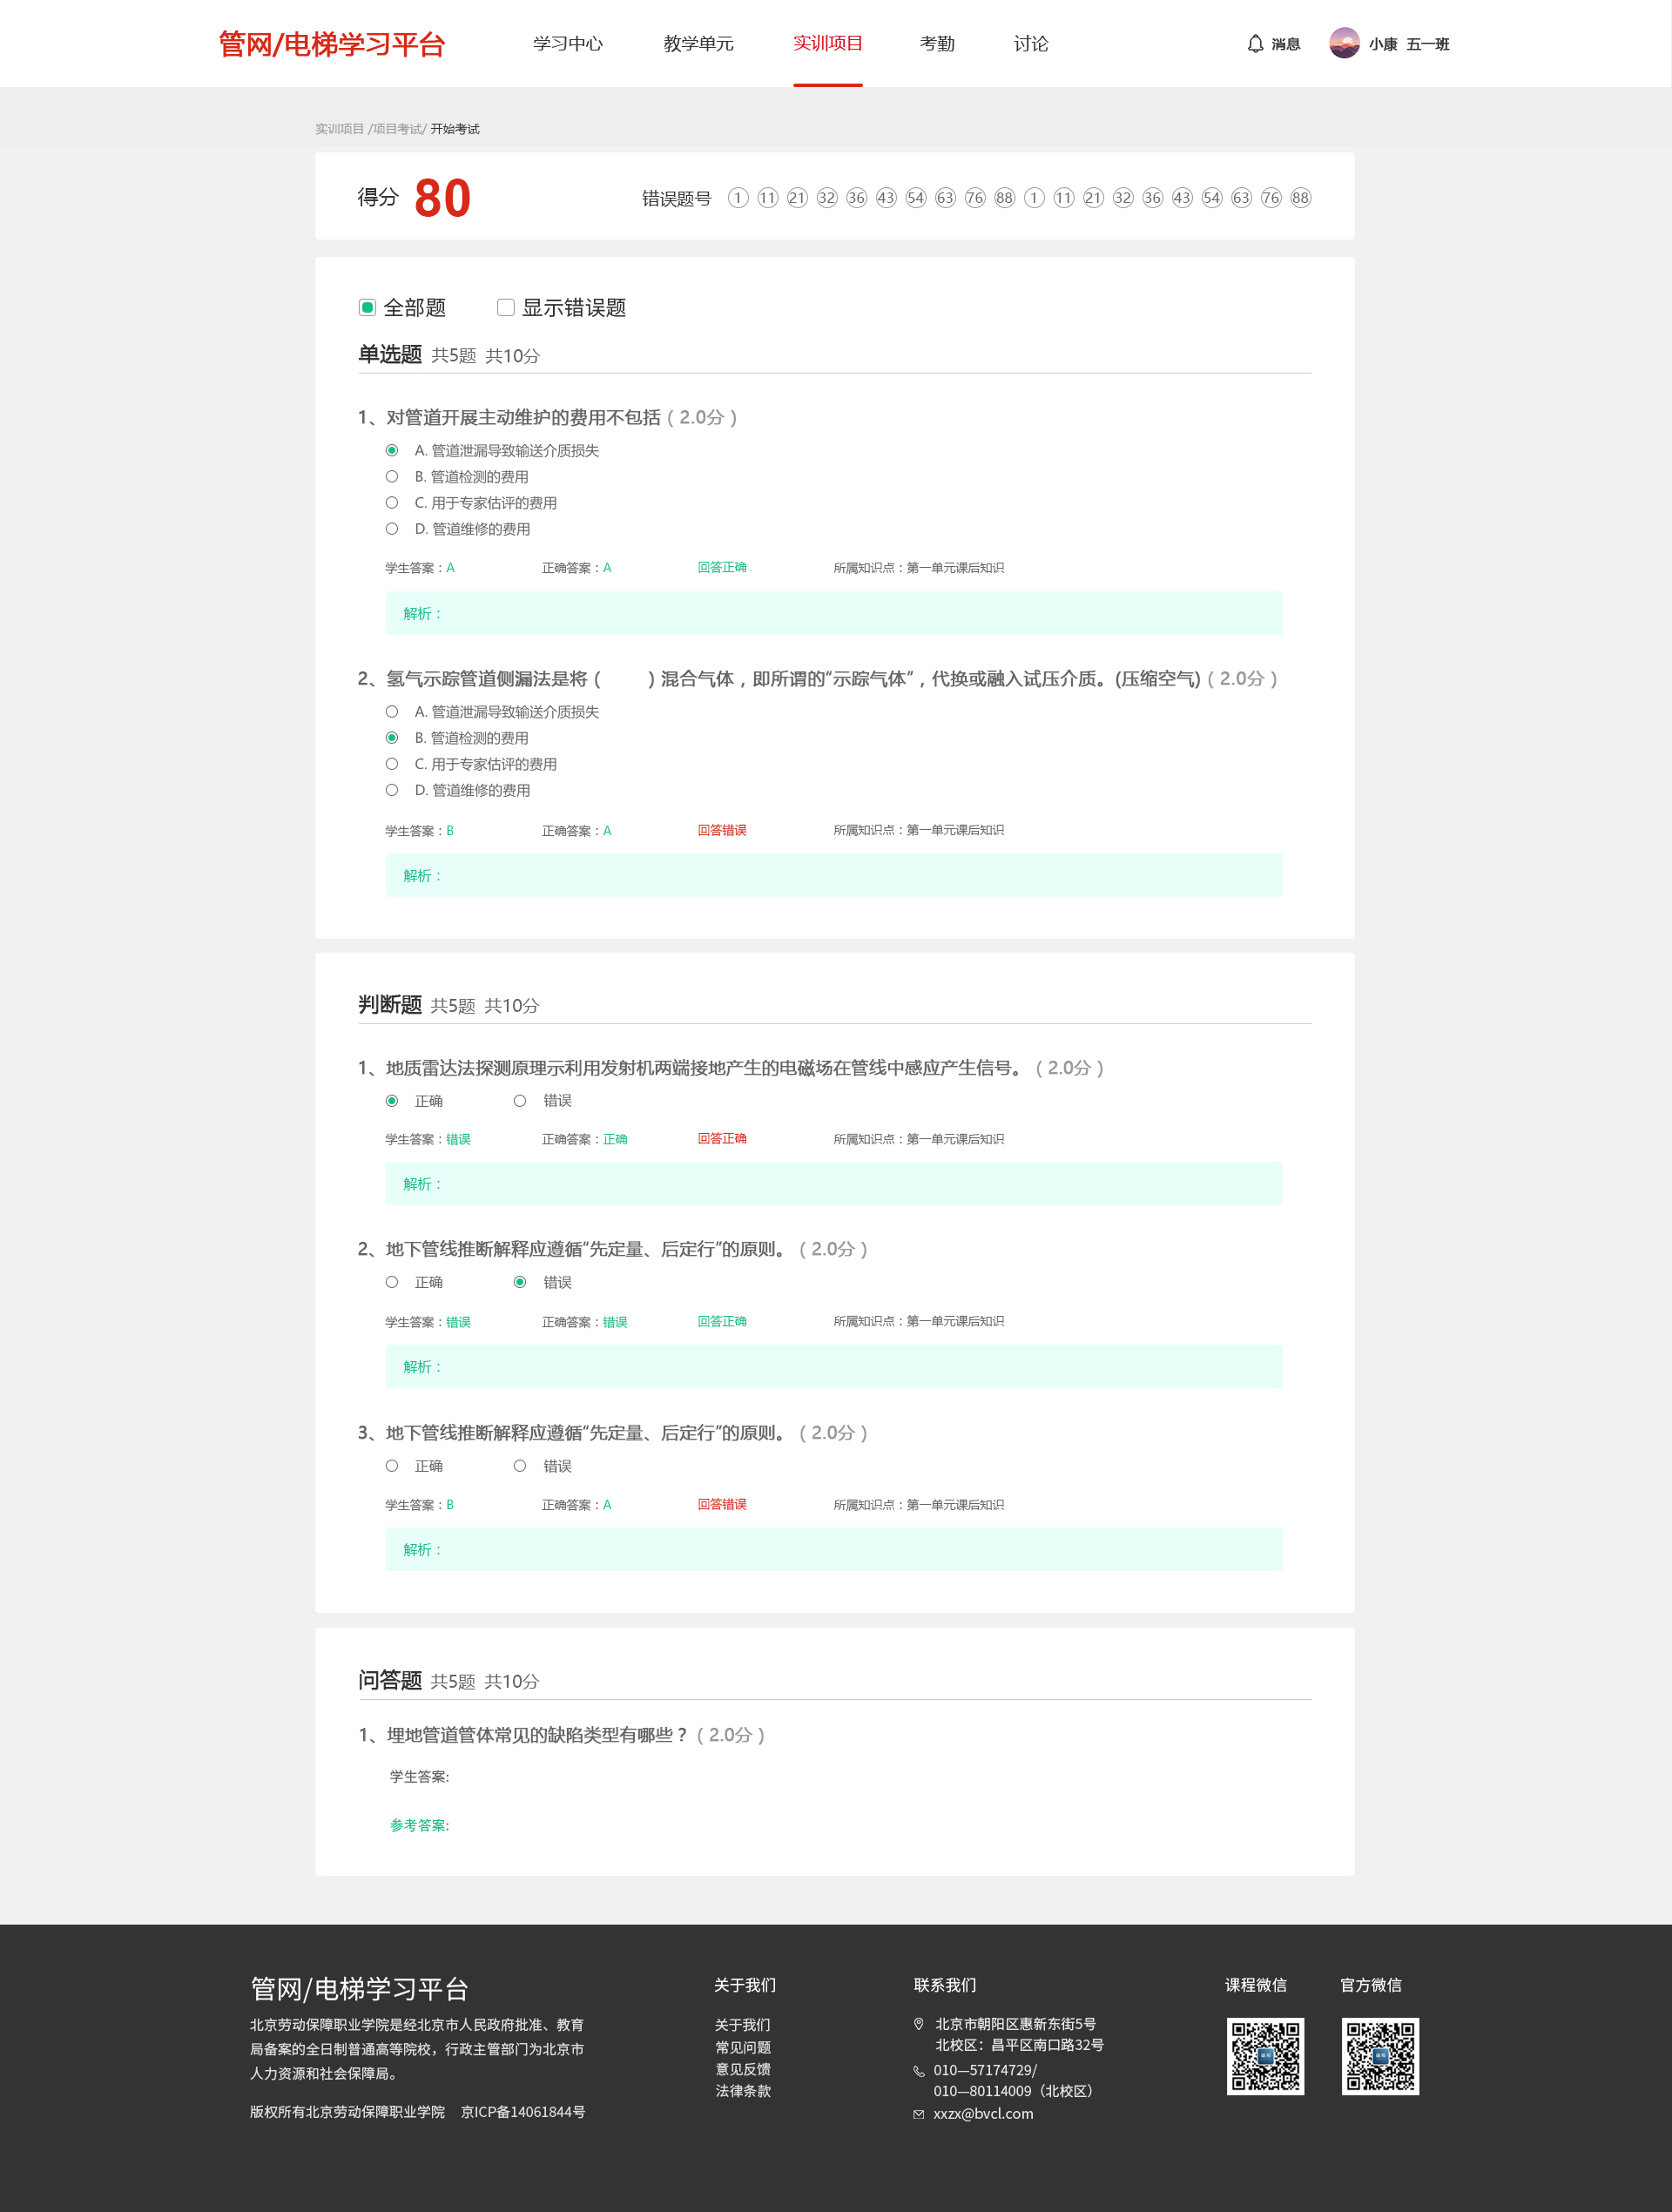 管网/电梯学习平台 学习中心 教学单元 实训项目 考勤 讨论 消息 小康 五一班
实训项目 /项目考试/ 开始考试
得分 80 错误题号 1 11 21 32 36 43 54 63 76 88 1 11 21 32 36 43 54 63 76 88
全部题 显示错误题
单选题 共5题 共10分
1、对管道开展主动维护的费用不包括（2.0分）
A. 管道泄漏导致输送介质损失
B. 管道检测的费用
C. 用于专家估评的费用
D. 管道维修的费用
学生答案：A 正确答案：A 回答正确 所属知识点：第一单元课后知识
解析：
2、氢气示踪管道侧漏法是将（ ）混合气体，即所谓的“示踪气体”，代换或融入试压介质。(压缩空气)（2.0分）
A. 管道泄漏导致输送介质损失
B. 管道检测的费用
C. 用于专家估评的费用
D. 管道维修的费用
学生答案：B 正确答案：A 回答错误 所属知识点：第一单元课后知识
解析：
判断题 共5题 共10分
1、地质雷达法探测原理示利用发射机两端接地产生的电磁场在管线中感应产生信号。（2.0分）
正确 错误
学生答案：错误 正确答案：正确 回答正确 所属知识点：第一单元课后知识
解析：
2、地下管线推断解释应遵循“先定量、后定行”的原则。（2.0分）
正确 错误
学生答案：错误 正确答案：错误 回答正确 所属知识点：第一单元课后知识
解析：
3、地下管线推断解释应遵循“先定量、后定行”的原则。（2.0分）
正确 错误
学生答案：B 正确答案：A 回答错误 所属知识点：第一单元课后知识
解析：
问答题 共5题 共10分
1、埋地管道管体常见的缺陷类型有哪些？（2.0分）
学生答案:
参考答案:
管网/电梯学习平台
北京劳动保障职业学院是经北京市人民政府批准、教育
局备案的全日制普通高等院校，行政主管部门为北京市
人力资源和社会保障局。
版权所有北京劳动保障职业学院 京ICP备14061844号
关于我们
关于我们
常见问题
意见反馈
法律条款
联系我们
北京市朝阳区惠新东街5号
北校区：昌平区南口路32号
010—57174729/
010—80114009（北校区）
xxzx@bvcl.com
课程微信 官方微信